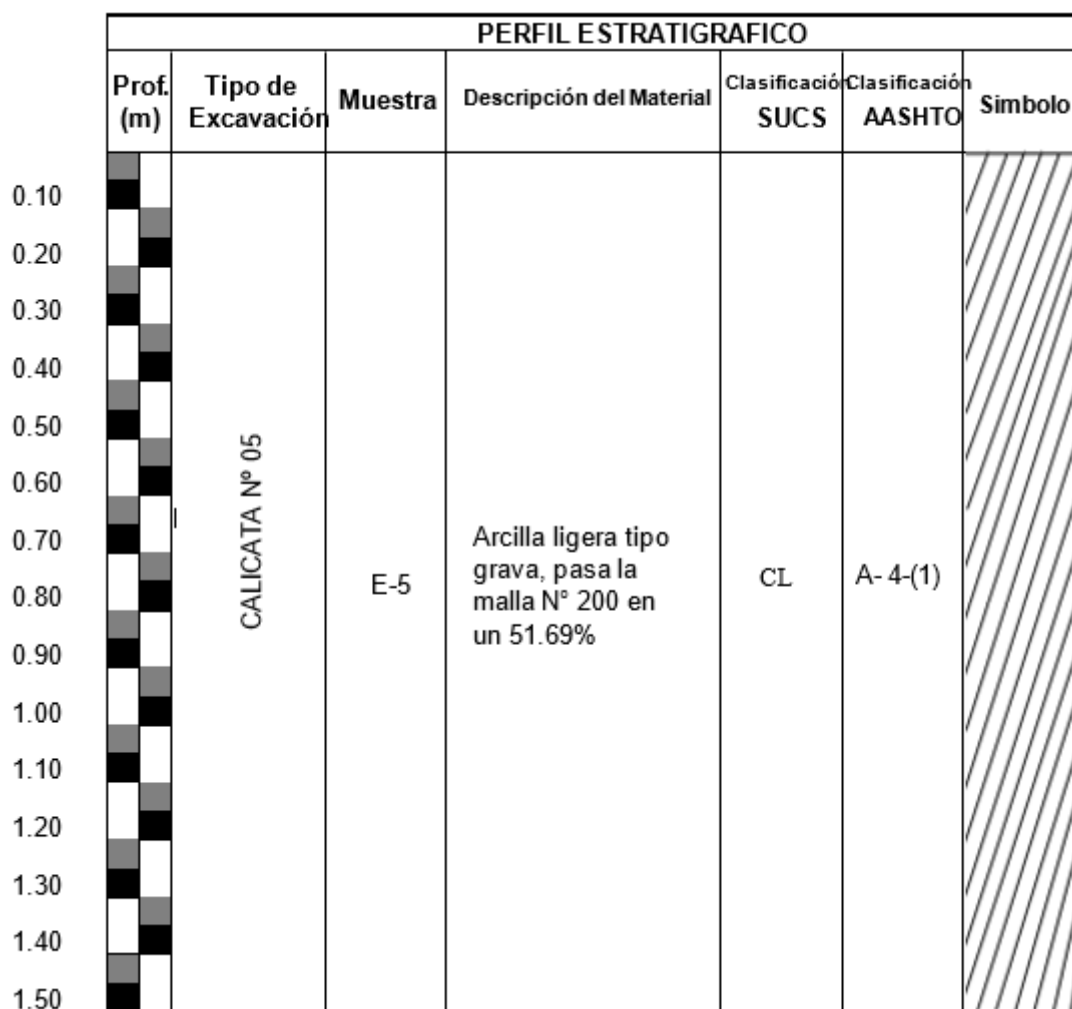 PERFIL ESTRATIGRAFICO
Prof. (m)
Tipo de Excavación
Muestra
Descripción del Material
Clasificación SUCS
Clasificación AASHTO
Simbolo
0.10
0.20
0.30
0.40
0.50
0.60
0.70
0.80
0.90
1.00
1.10
1.20
1.30
1.40
1.50
CALICATA Nº 05
E-5
Arcilla ligera tipo
grava, pasa la
malla N° 200 en
un 51.69%
CL
A- 4-(1)